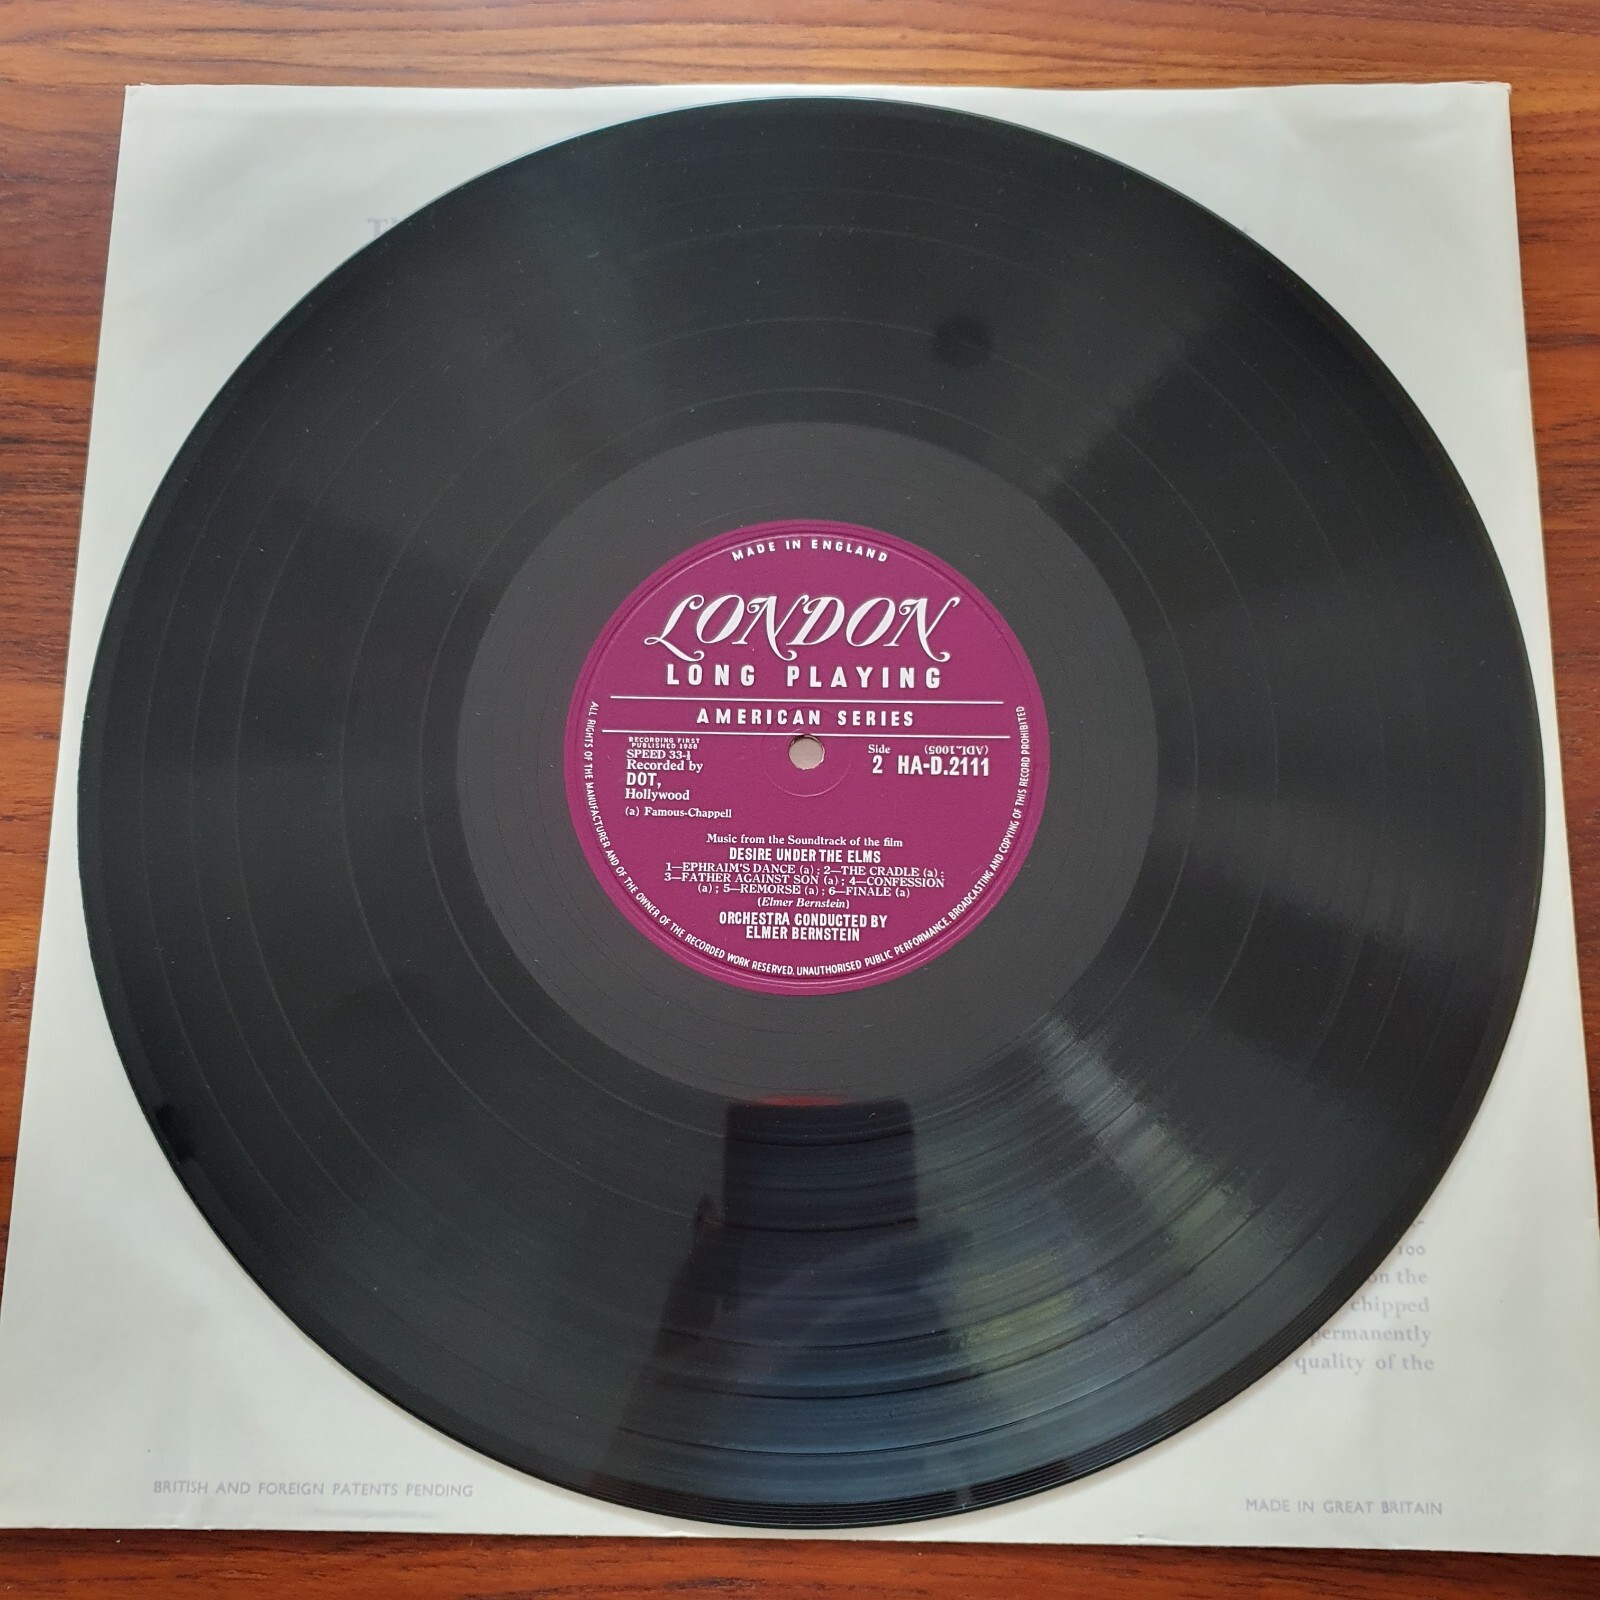 MADE IN ENGLAND
LONDON
LONG PLAYING
AMERICAN SERIES
RECORDING FIRST
PUBLISHED 1958
SPEED 33⅓
Recorded by
DOT,
Hollywood
(a) Famous-Chappell
Side
2
(ADL.1005)
HA-D.2111
Music from the Soundtrack of the film
DESIRE UNDER THE ELMS
1—EPHRAIM'S DANCE (a); 2—THE CRADLE (a);
3—FATHER AGAINST SON (a); 4—CONFESSION
(a); 5—REMORSE (a); 6—FINALE (a)
(Elmer Bernstein)
ORCHESTRA CONDUCTED BY
ELMER BERNSTEIN
ALL RIGHTS OF THE MANUFACTURER AND OF THE OWNER OF THE RECORDED WORK RESERVED. UNAUTHORISED PUBLIC PERFORMANCE, BROADCASTING AND COPYING OF THIS RECORD PROHIBITED
100
on the
chipped
permanently
quality of the
BRITISH AND FOREIGN PATENTS PENDING
MADE IN GREAT BRITAIN